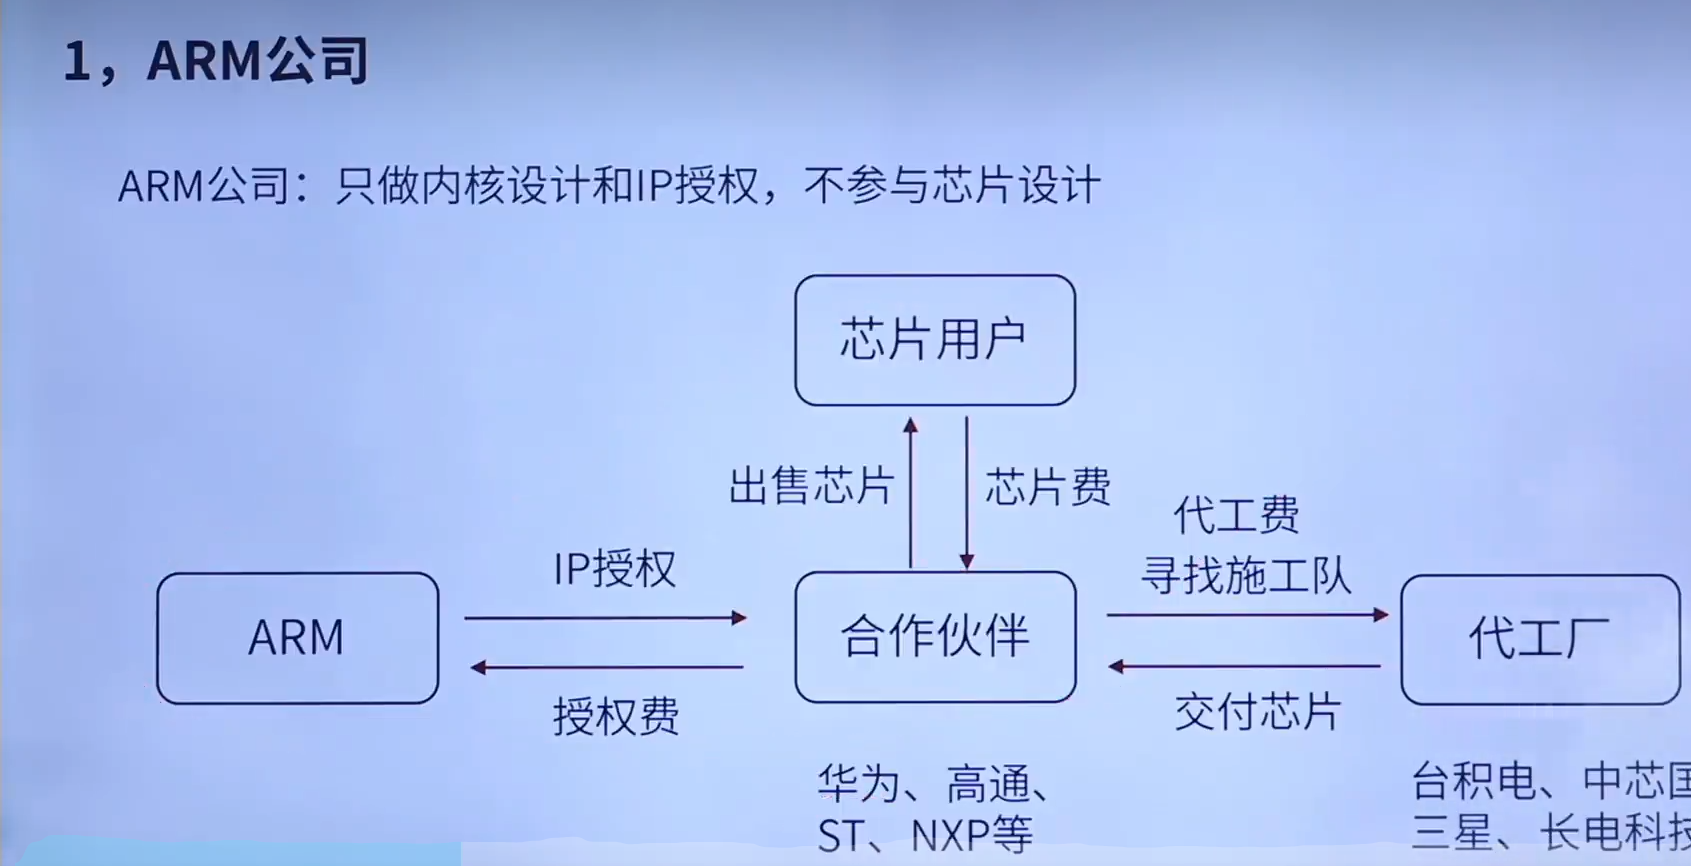 1，ARM公司
ARM公司：只做内核设计和IP授权，不参与芯片设计
芯片用户
出售芯片
芯片费
代工费
寻找施工队
IP授权
ARM
合作伙伴
代工厂
授权费
交付芯片
华为、高通、
ST、NXP等
台积电、中芯国
三星、长电科技